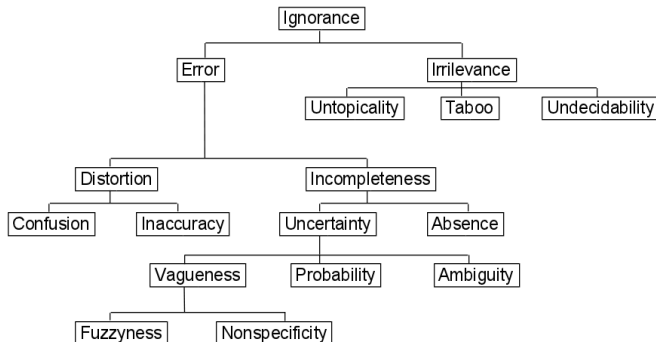 Ignorance
Error
Irrilevance
Untopicality
Taboo
Undecidability
Distortion
Incompleteness
Confusion
Inaccuracy
Uncertainty
Absence
Vagueness
Probability
Ambiguity
Fuzzyness
Nonspecificity